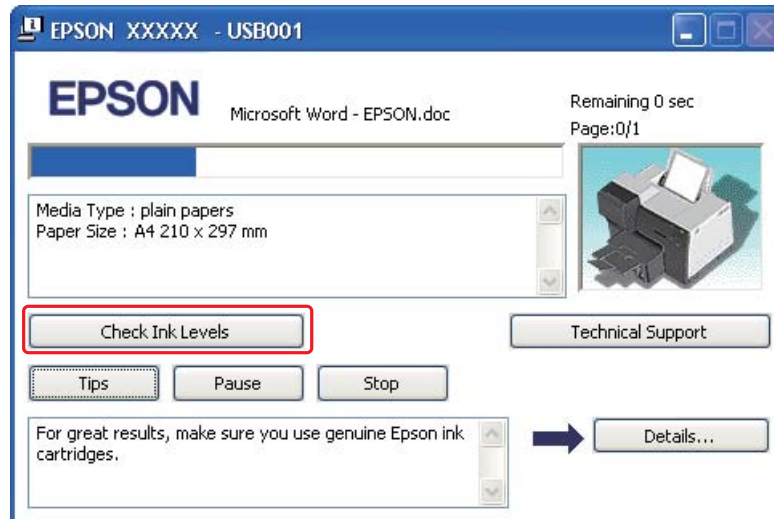 EPSON XXXXX - USB001
EPSON
Microsoft Word - EPSON.doc
Remaining 0 sec
Page:0/1
Media Type : plain papers
Paper Size : A4 210 x 297 mm
Check Ink Levels
Technical Support
Tips
Pause
Stop
For great results, make sure you use genuine Epson ink
cartridges.
Details...